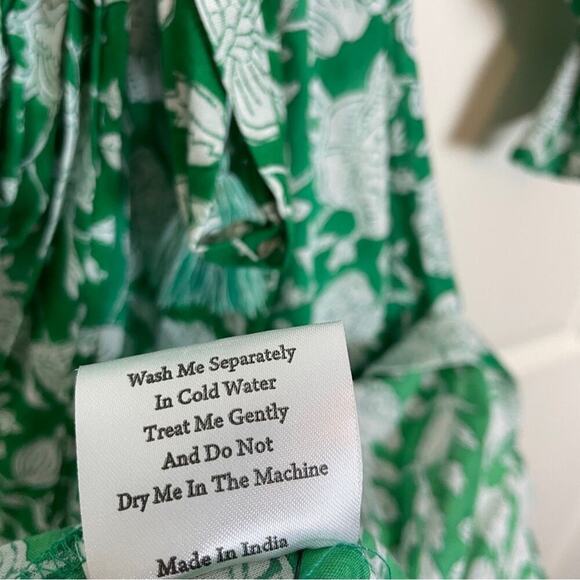 Wash Me Separately
In Cold Water
Treat Me Gently
And Do Not
Dry Me In The Machine
Made In India